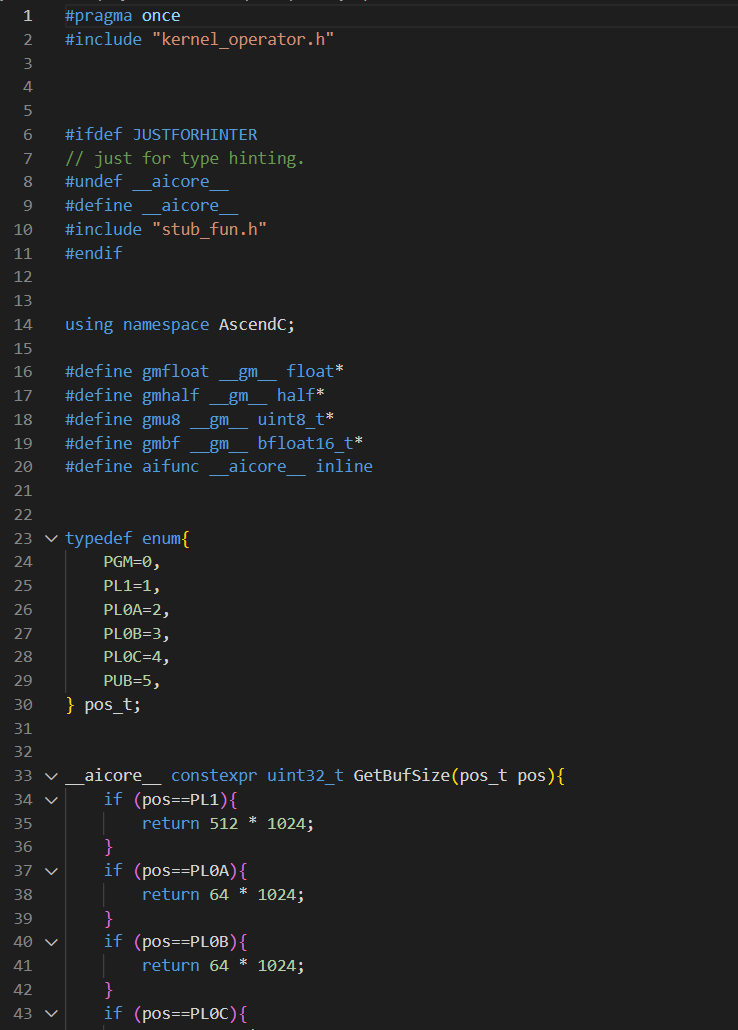 1 #pragma once
2 #include "kernel_operator.h"
3
4
5
6 #ifdef JUSTFORHINTER
7 // just for type hinting.
8 #undef __aicore__
9 #define __aicore__
10 #include "stub_fun.h"
11 #endif
12
13
14 using namespace AscendC;
15
16 #define gmfloat __gm__ float*
17 #define gmhalf __gm__ half*
18 #define gmu8 __gm__ uint8_t*
19 #define gmbf __gm__ bfloat16_t*
20 #define aifunc __aicore__ inline
21
22
23 typedef enum{
24     PGM=0,
25     PL1=1,
26     PL0A=2,
27     PL0B=3,
28     PL0C=4,
29     PUB=5,
30 } pos_t;
31
32
33 __aicore__ constexpr uint32_t GetBufSize(pos_t pos){
34     if (pos==PL1){
35         return 512 * 1024;
36     }
37     if (pos==PL0A){
38         return 64 * 1024;
39     }
40     if (pos==PL0B){
41         return 64 * 1024;
42     }
43     if (pos==PL0C){